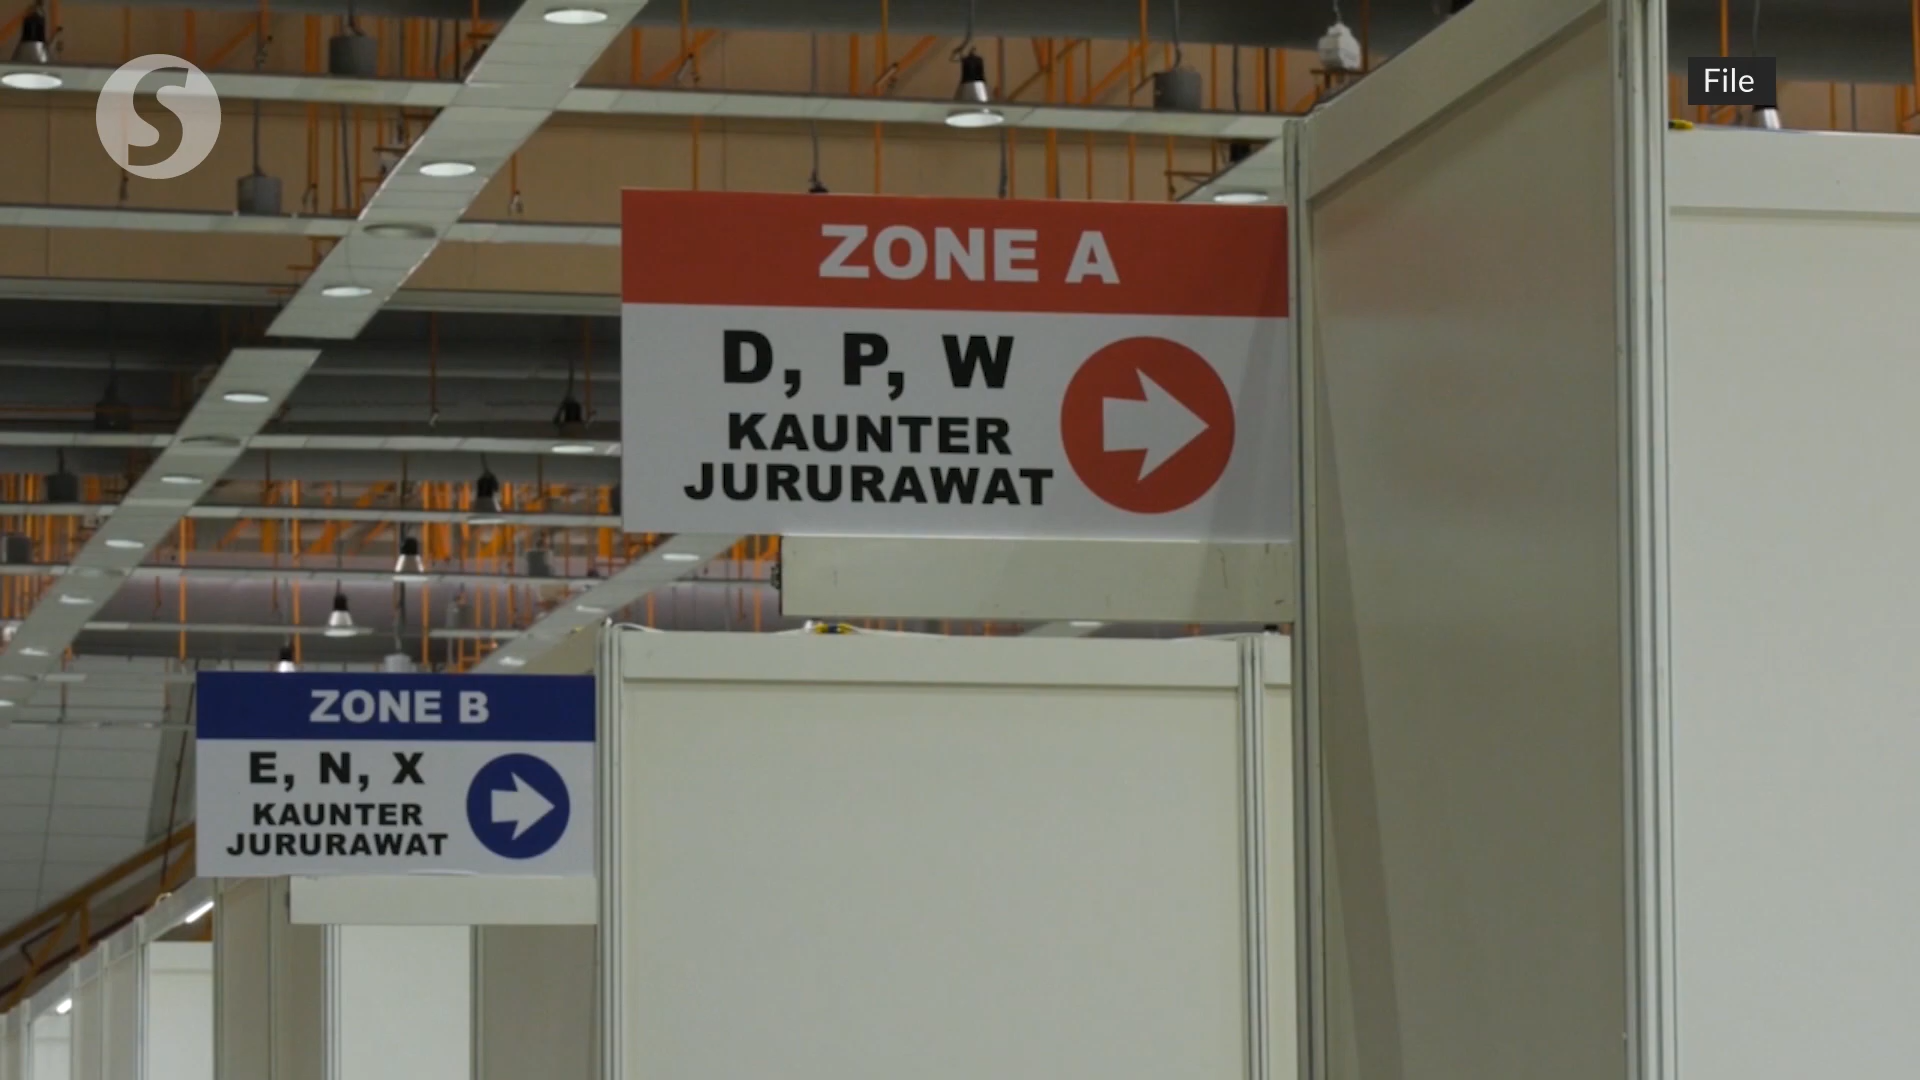 S
File
ZONE A
D, P, W
KAUNTER
JURURAWAT
ZONE B
E, N, X
KAUNTER
JURURAWAT